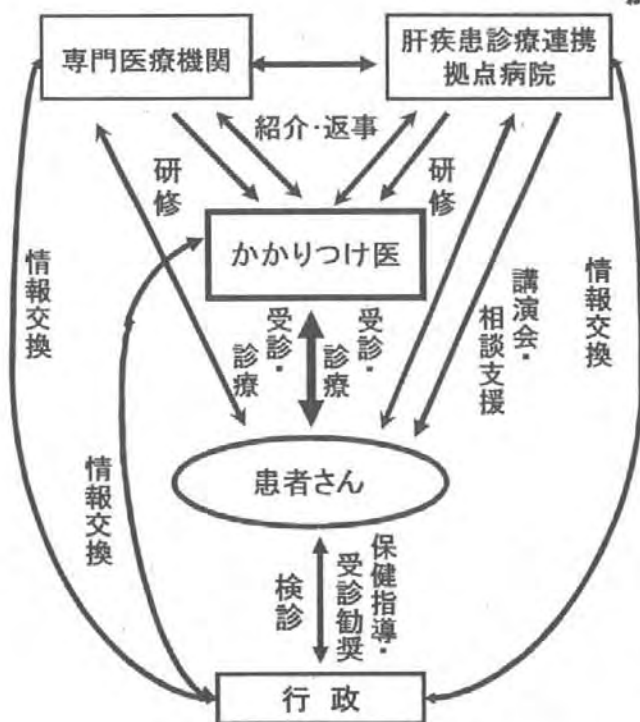 専門医療機関
肝疾患診療連携
拠点病院
紹介・返事
研修
研修
かかりつけ医
情報交換
受診・
診療
受診・
診療
講演会・
相談支援
情報交換
情報交換
患者さん
検診
保健指導・
受診勧奨
行政